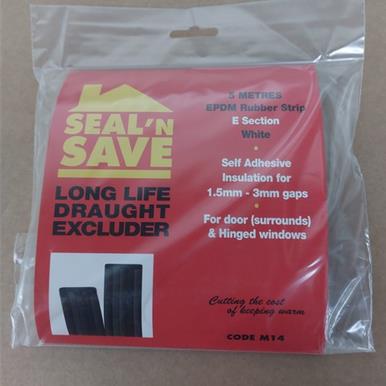 SEAL'N
SAVE
LONG LIFE
DRAUGHT
EXCLUDER
5 METRES
EPDM Rubber Strip
E Section
White
Self Adhesive
Insulation for
1.5mm - 3mm gaps
For door (surrounds)
& Hinged windows
Cutting the cost
of keeping warm
CODE M14